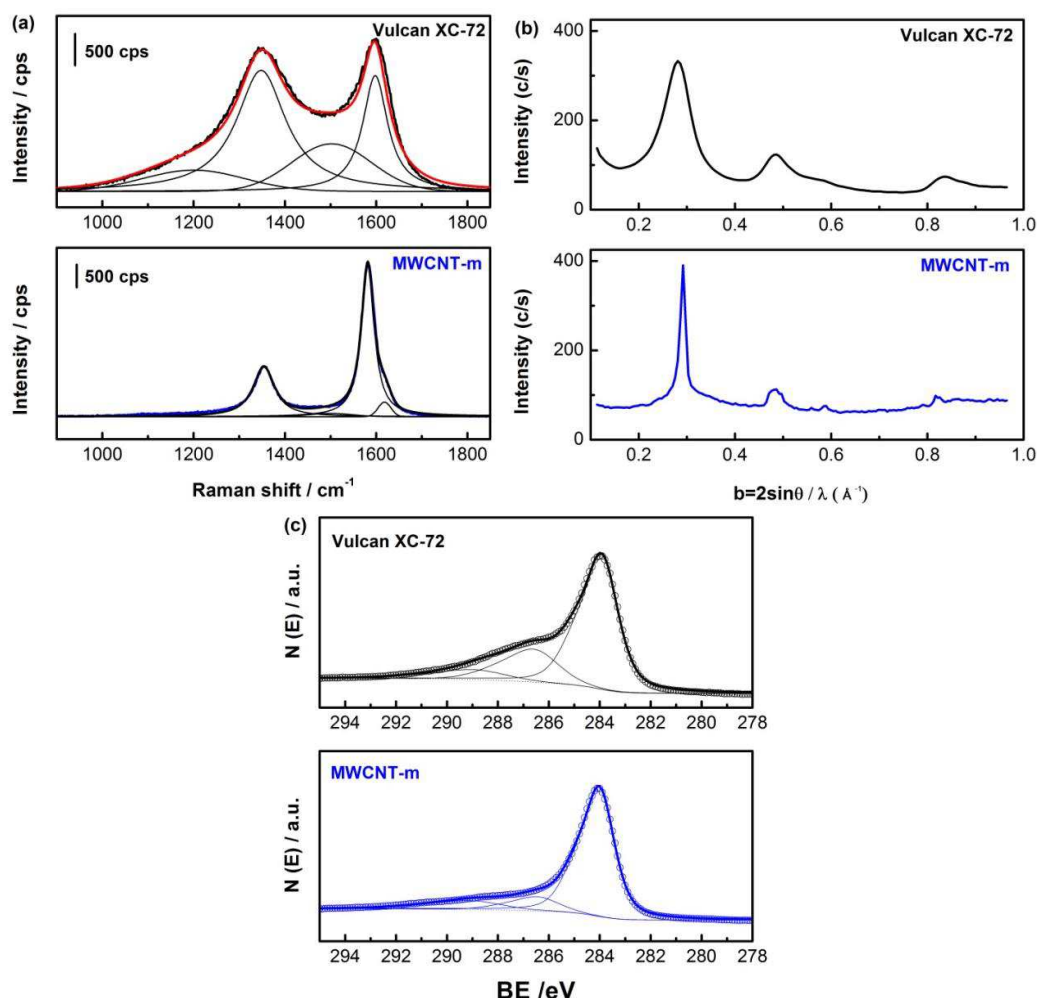 (a)
Vulcan XC-72
500 cps
Intensity / cps
1000 1200 1400 1600 1800
MWCNT-m
500 cps
Intensity / cps
1000 1200 1400 1600 1800
Raman shift / cm⁻¹
(b)
Vulcan XC-72
Intensity (c/s)
400
200
0
0.2 0.4 0.6 0.8 1.0
MWCNT-m
Intensity (c/s)
400
200
0
0.2 0.4 0.6 0.8 1.0
b=2sinθ / λ ( Å⁻¹)
(c)
Vulcan XC-72
N (E) / a.u.
294 292 290 288 286 284 282 280 278
MWCNT-m
N (E) / a.u.
294 292 290 288 286 284 282 280 278
BE /eV